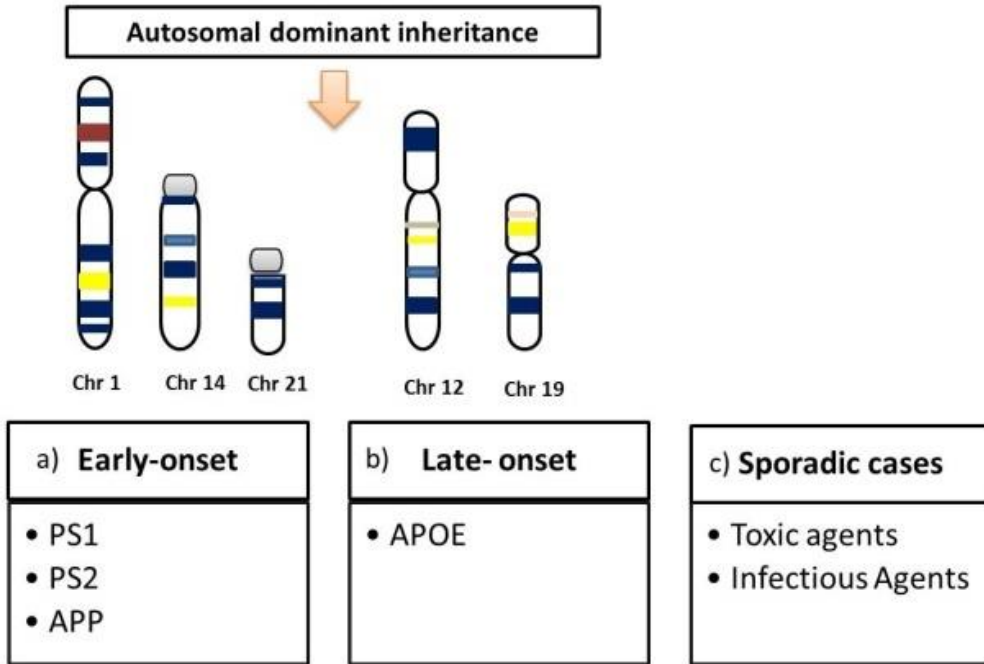 Autosomal dominant inheritance
Chr 1
Chr 14
Chr 21
Chr 12
Chr 19
a) Early-onset
• PS1
• PS2
• APP
b) Late- onset
• APOE
c) Sporadic cases
• Toxic agents
• Infectious Agents